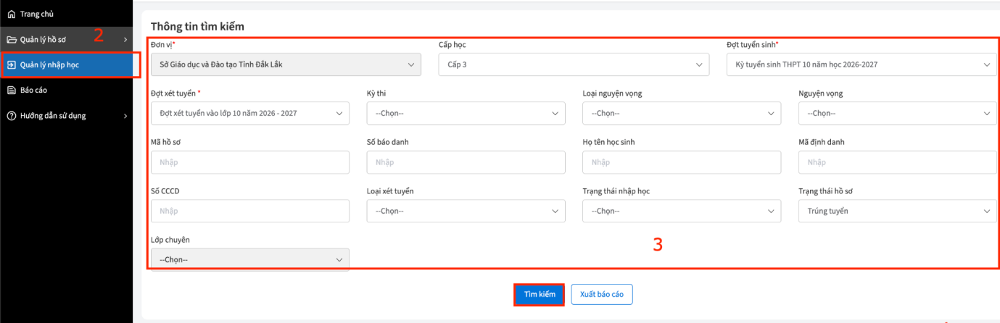 Trang chủ
Quản lý hồ sơ
2
Quản lý nhập học
Báo cáo
Hướng dẫn sử dụng
Thông tin tìm kiếm
Đơn vị* Cấp học Đợt tuyển sinh*
Sở Giáo dục và Đào tạo Tỉnh Đắk Lắk Cấp 3 Kỳ tuyển sinh THPT 10 năm học 2026-2027
Đợt xét tuyển * Kỳ thi Loại nguyện vọng Nguyện vọng
Đợt xét tuyển vào lớp 10 năm 2026 - 2027 --Chọn-- --Chọn-- --Chọn--
Mã hồ sơ Số báo danh Họ tên học sinh Mã định danh
Nhập Nhập Nhập Nhập
Số CCCD Loại xét tuyển Trạng thái nhập học Trạng thái hồ sơ
Nhập --Chọn-- --Chọn-- Trúng tuyển
Lớp chuyên
--Chọn--
3
Tìm kiếm Xuất báo cáo